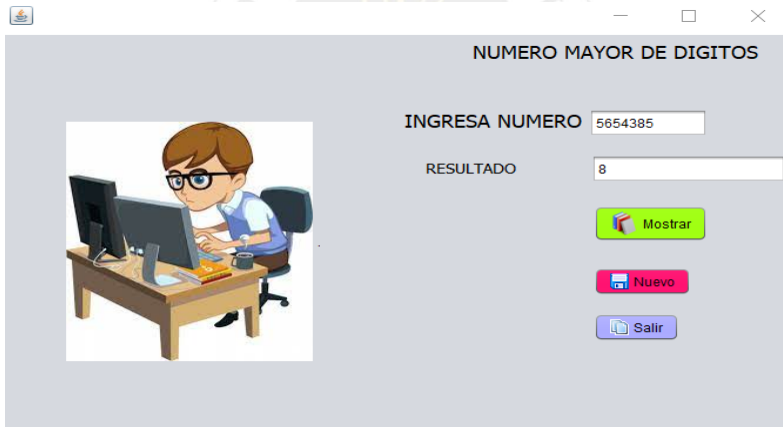 NUMERO MAYOR DE DIGITOS
INGRESA NUMERO 5654385
RESULTADO 8
Mostrar
Nuevo
Salir